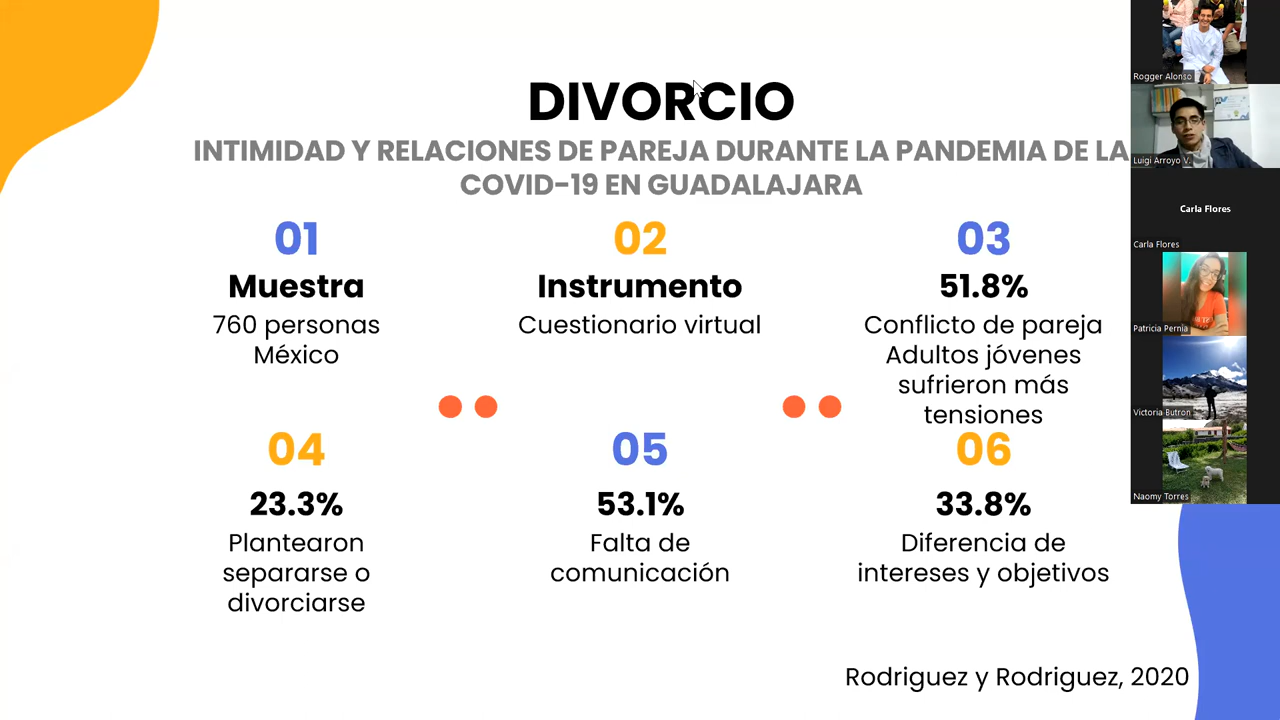 DIVORCIO
INTIMIDAD Y RELACIONES DE PAREJA DURANTE LA PANDEMIA DE LA
COVID-19 EN GUADALAJARA
01
Muestra
760 personas
México
02
Instrumento
Cuestionario virtual
03
51.8%
Conflicto de pareja
Adultos jóvenes
sufrieron más
tensiones
04
23.3%
Plantearon
separarse o
divorciarse
05
53.1%
Falta de
comunicación
06
33.8%
Diferencia de
intereses y objetivos
Rodriguez y Rodriguez, 2020
Rogger Alonso
Luigi Arroyo V.
Carla Flores
Carla Flores
Patricia Pernia
Victoria Butron
Naomy Torres